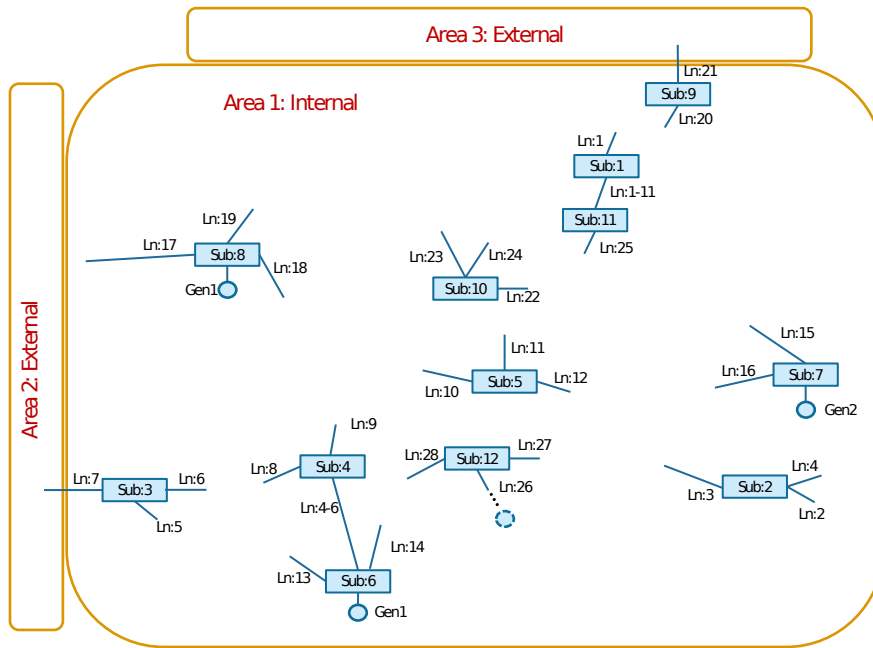 Area 3: External
Area 1: Internal
Area 2: External
Ln:21
Sub:9
Ln:20
Ln:1
Sub:1
Ln:1-11
Sub:11
Ln:25
Ln:19
Ln:17
Sub:8
Ln:18
Gen1
Ln:23
Ln:24
Sub:10
Ln:22
Ln:11
Sub:5
Ln:10
Ln:12
Ln:15
Ln:16
Sub:7
Gen2
Ln:9
Ln:8
Sub:4
Ln:4-6
Ln:28
Sub:12
Ln:27
Ln:26
Ln:7
Sub:3
Ln:6
Ln:5
Ln:3
Sub:2
Ln:4
Ln:2
Ln:14
Ln:13
Sub:6
Gen1